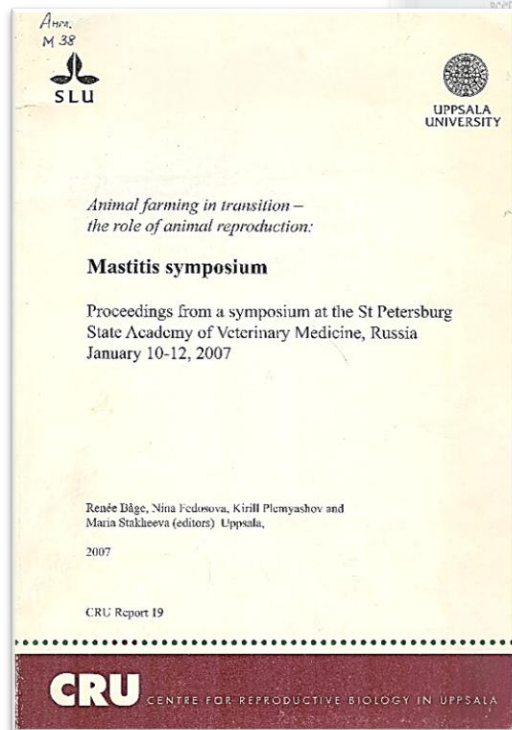 М 38
SLU
UPPSALA
UNIVERSITY
Animal farming in transition –
the role of animal reproduction:
Mastitis symposium
Proceedings from a symposium at the St Petersburg
State Academy of Veterinary Medicine, Russia
January 10-12, 2007
Renée Båge, Nina Fedosova, Kirill Plemyashov and
Maria Stakheeva (editors) Uppsala,
2007
CRU Report 19
CRU CENTRE FOR REPRODUCTIVE BIOLOGY IN UPPSALA